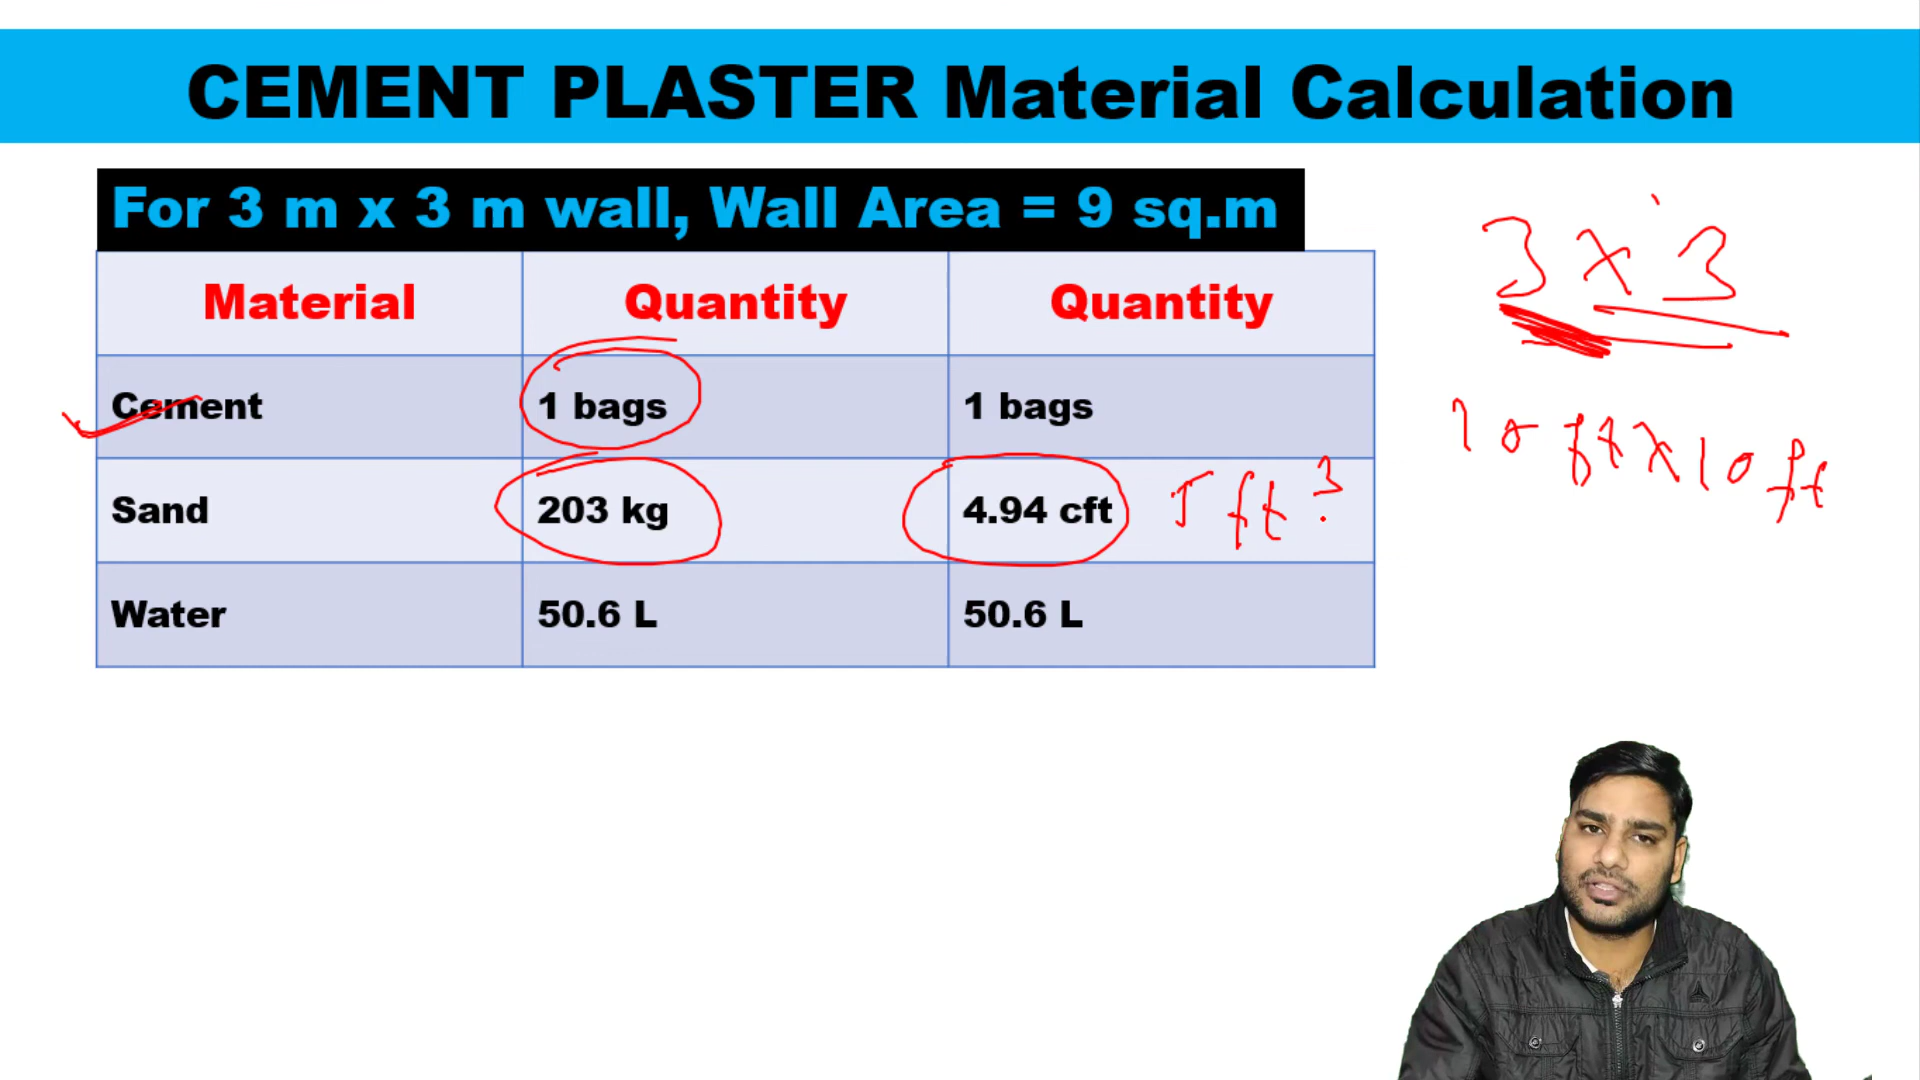 CEMENT PLASTER Material Calculation
For 3 m x 3 m wall, Wall Area = 9 sq.m
3 x 3
Material Quantity Quantity
Cement 1 bags 1 bags
10 ft x 10 ft
Sand 203 kg 4.94 cft 5 ft3
Water 50.6 L 50.6 L